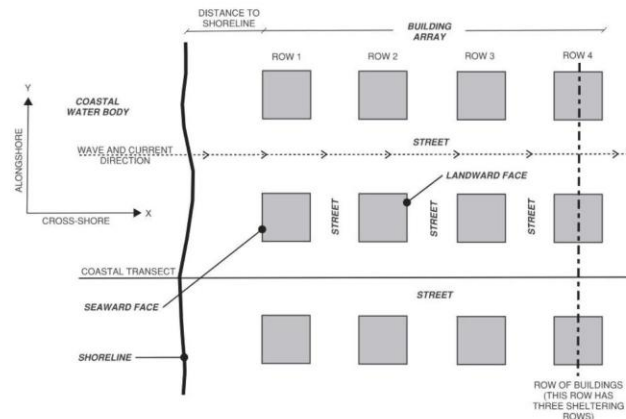 DISTANCE TO
SHORELINE
BUILDING
ARRAY
ROW 1
ROW 2
ROW 3
ROW 4
Y
COASTAL
WATER BODY
ALONGSHORE
STREET
WAVE AND CURRENT
DIRECTION
LANDWARD FACE
STREET
STREET
STREET
X
CROSS-SHORE
COASTAL TRANSECT
STREET
SEAWARD FACE
SHORELINE
ROW OF BUILDINGS
(THIS ROW HAS
THREE SHELTERING
ROWS)